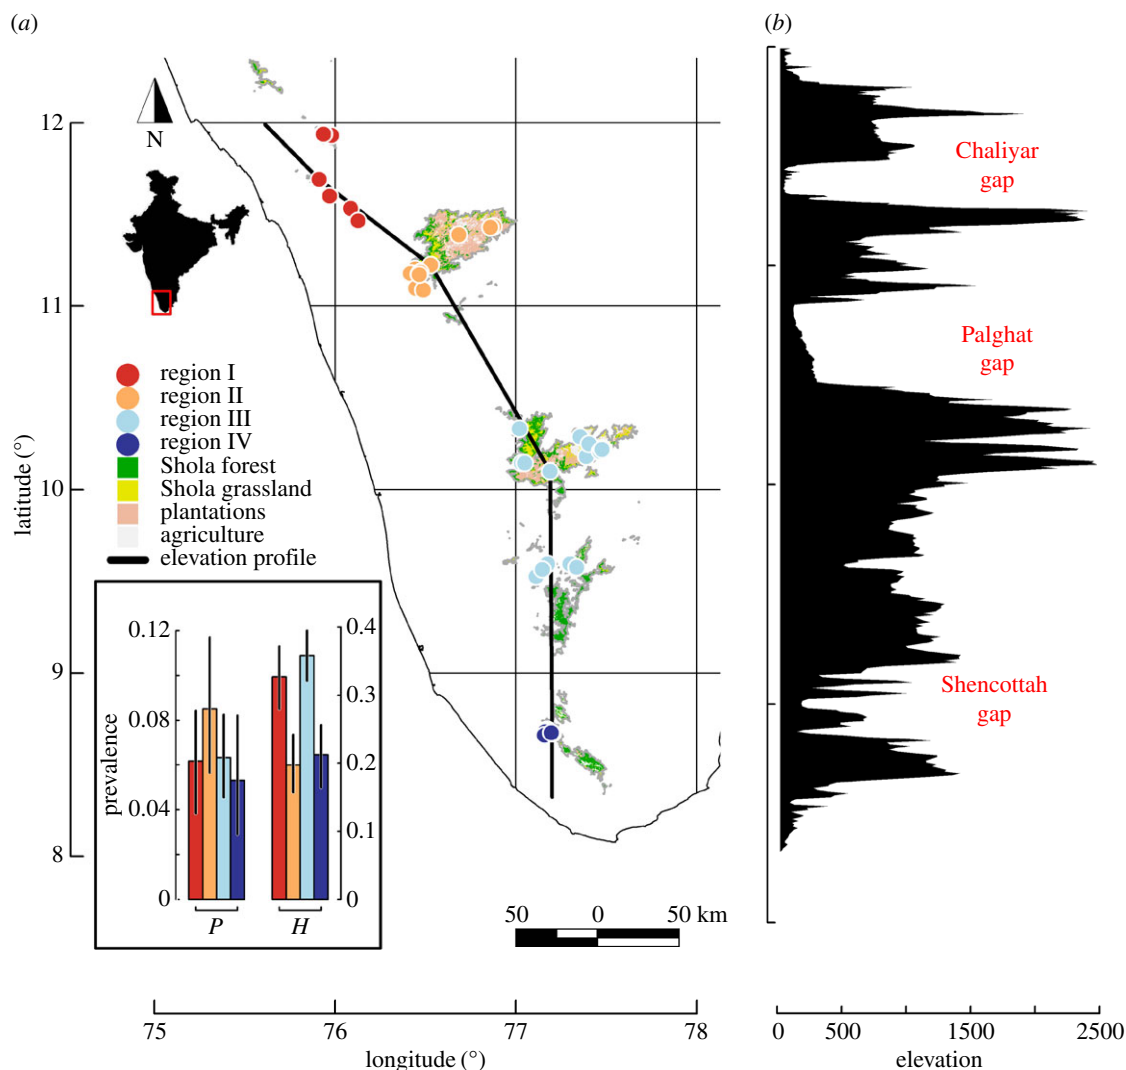 (a)
(b)
12
11
10
9
8
latitude (°)
N
region I
region II
region III
region IV
Shola forest
Shola grassland
plantations
agriculture
elevation profile
0.12
0.08
0.04
0
prevalence
0.4
0.3
0.2
0.1
0
P
H
50 0 50 km
75 76 77 78
longitude (°)
Chaliyar
gap
Palghat
gap
Shencottah
gap
0 500 1500 2500
elevation